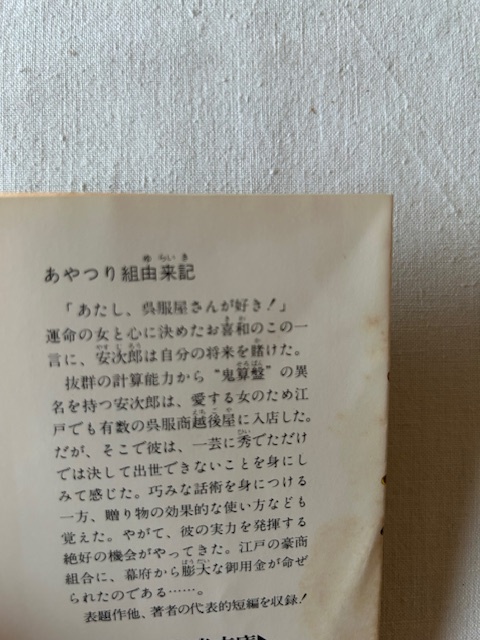 あやつり組由来記
「あたし、呉服屋さんが好き！」
運命の女と心に決めたお喜和のこの一
言に、安次郎は自分の将来を賭けた。
抜群の計算能力から“鬼算盤”の異
名を持つ安次郎は、愛する女のため江
戸でも有数の呉服商越後屋に入店した。
だが、そこで彼は、一芸に秀でただけ
では決して出世できないことを身にし
みて感じた。巧みな話術を身につける
一方、贈り物の効果的な使い方なども
覚えた。やがて、彼の実力を発揮する
絶好の機会がやってきた。江戸の豪商
組合に、幕府から膨大な御用金が命ぜ
られたのである……。
表題作他、著者の代表的短編を収録！